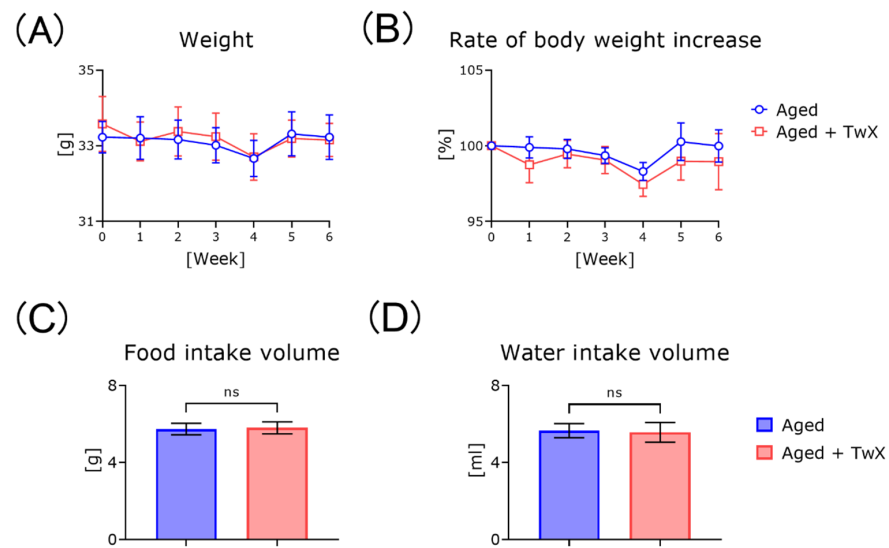 (A)
Weight
35
33
31
[g]
0 1 2 3 4 5 6
[Week]
(B)
Rate of body weight increase
105
100
95
[%]
0 1 2 3 4 5 6
[Week]
Aged
Aged + TwX
(C)
Food intake volume
8
4
0
[g]
ns
(D)
Water intake volume
8
4
0
[ml]
ns
Aged
Aged + TwX